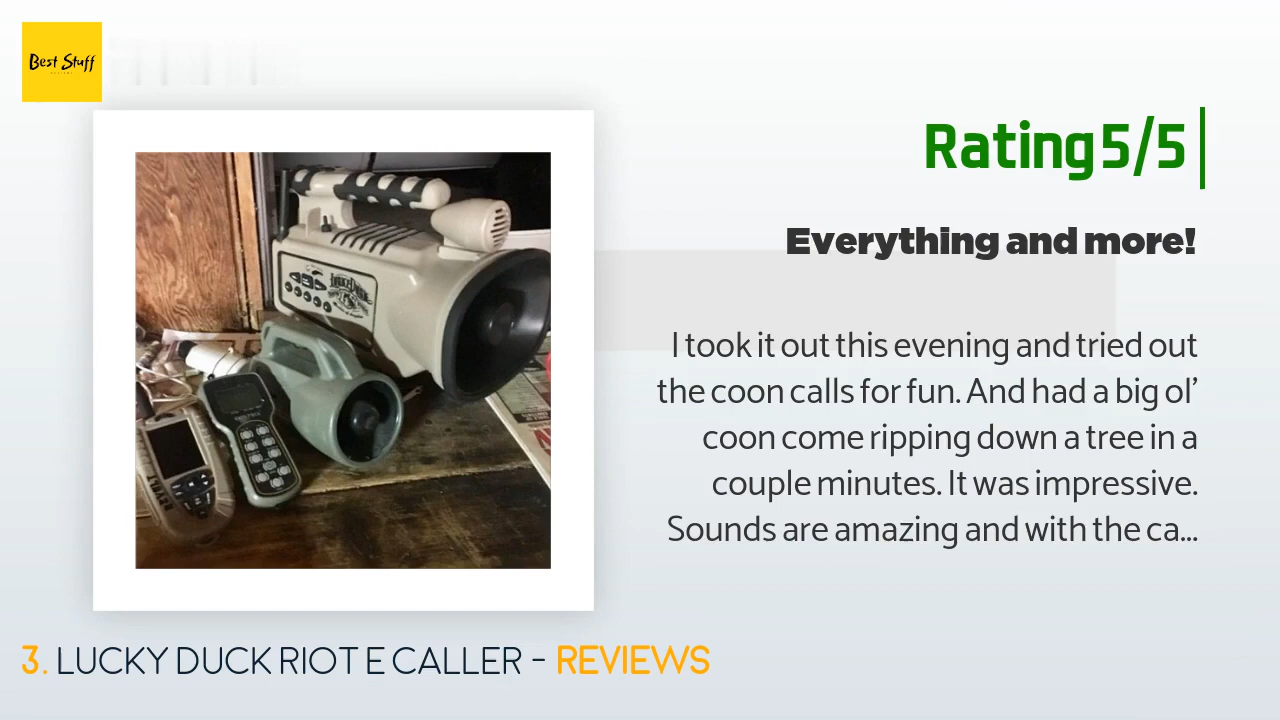 Best Stuff
Rating 5/5
Everything and more!
I took it out this evening and tried out
the coon calls for fun. And had a big ol’
coon come ripping down a tree in a
couple minutes. It was impressive.
Sounds are amazing and with the ca...
3. LUCKY DUCK RIOT E CALLER - REVIEWS